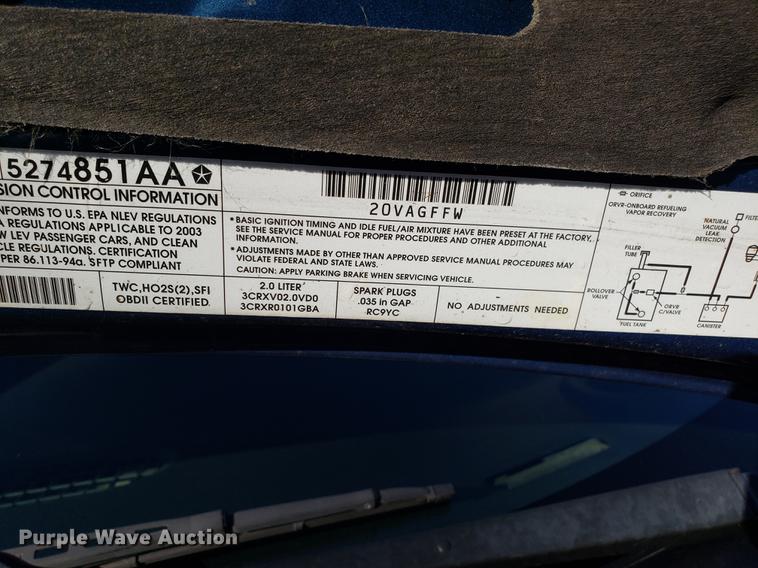 5274851AA
SION CONTROL INFORMATION
NFORMS TO U.S. EPA NLEV REGULATIONS
A REGULATIONS APPLICABLE TO 2003
W LEV PASSENGER CARS, AND CLEAN
CLE REGULATIONS. CERTIFICATION
PER 86.113-94a. SFTP COMPLIANT
TWC,HO2S(2),SFI
OBDII CERTIFIED.
20VAGFFW
*BASIC IGNITION TIMING AND IDLE FUEL/AIR MIXTURE HAVE BEEN PRESET AT THE FACTORY,
SEE THE SERVICE MANUAL FOR PROPER PROCEDURES AND OTHER ADDITIONAL
INFORMATION.
*ADJUSTMENTS MADE BY OTHER THAN APPROVED SERVICE MANUAL PROCEDURES MAY
VIOLATE FEDERAL AND STATE LAWS.
CAUTION: APPLY PARKING BRAKE WHEN SERVICING VEHICLE.
2.0 LITER
3CRXV02.0VD0
3CRXR0101GBA
SPARK PLUGS
.035 in GAP
RC9YC
NO ADJUSTMENTS NEEDED
ORIFICE
ORVR-ONBOARD REFUELING
VAPOR RECOVERY
NATURAL
VACUUM
LEAK
DETECTION
FILTE
FILLER
TUBE
ROLLOVER
VALVE
ORVR
C/VALVE
FUEL TANK
CANISTER
Purple Wave Auction